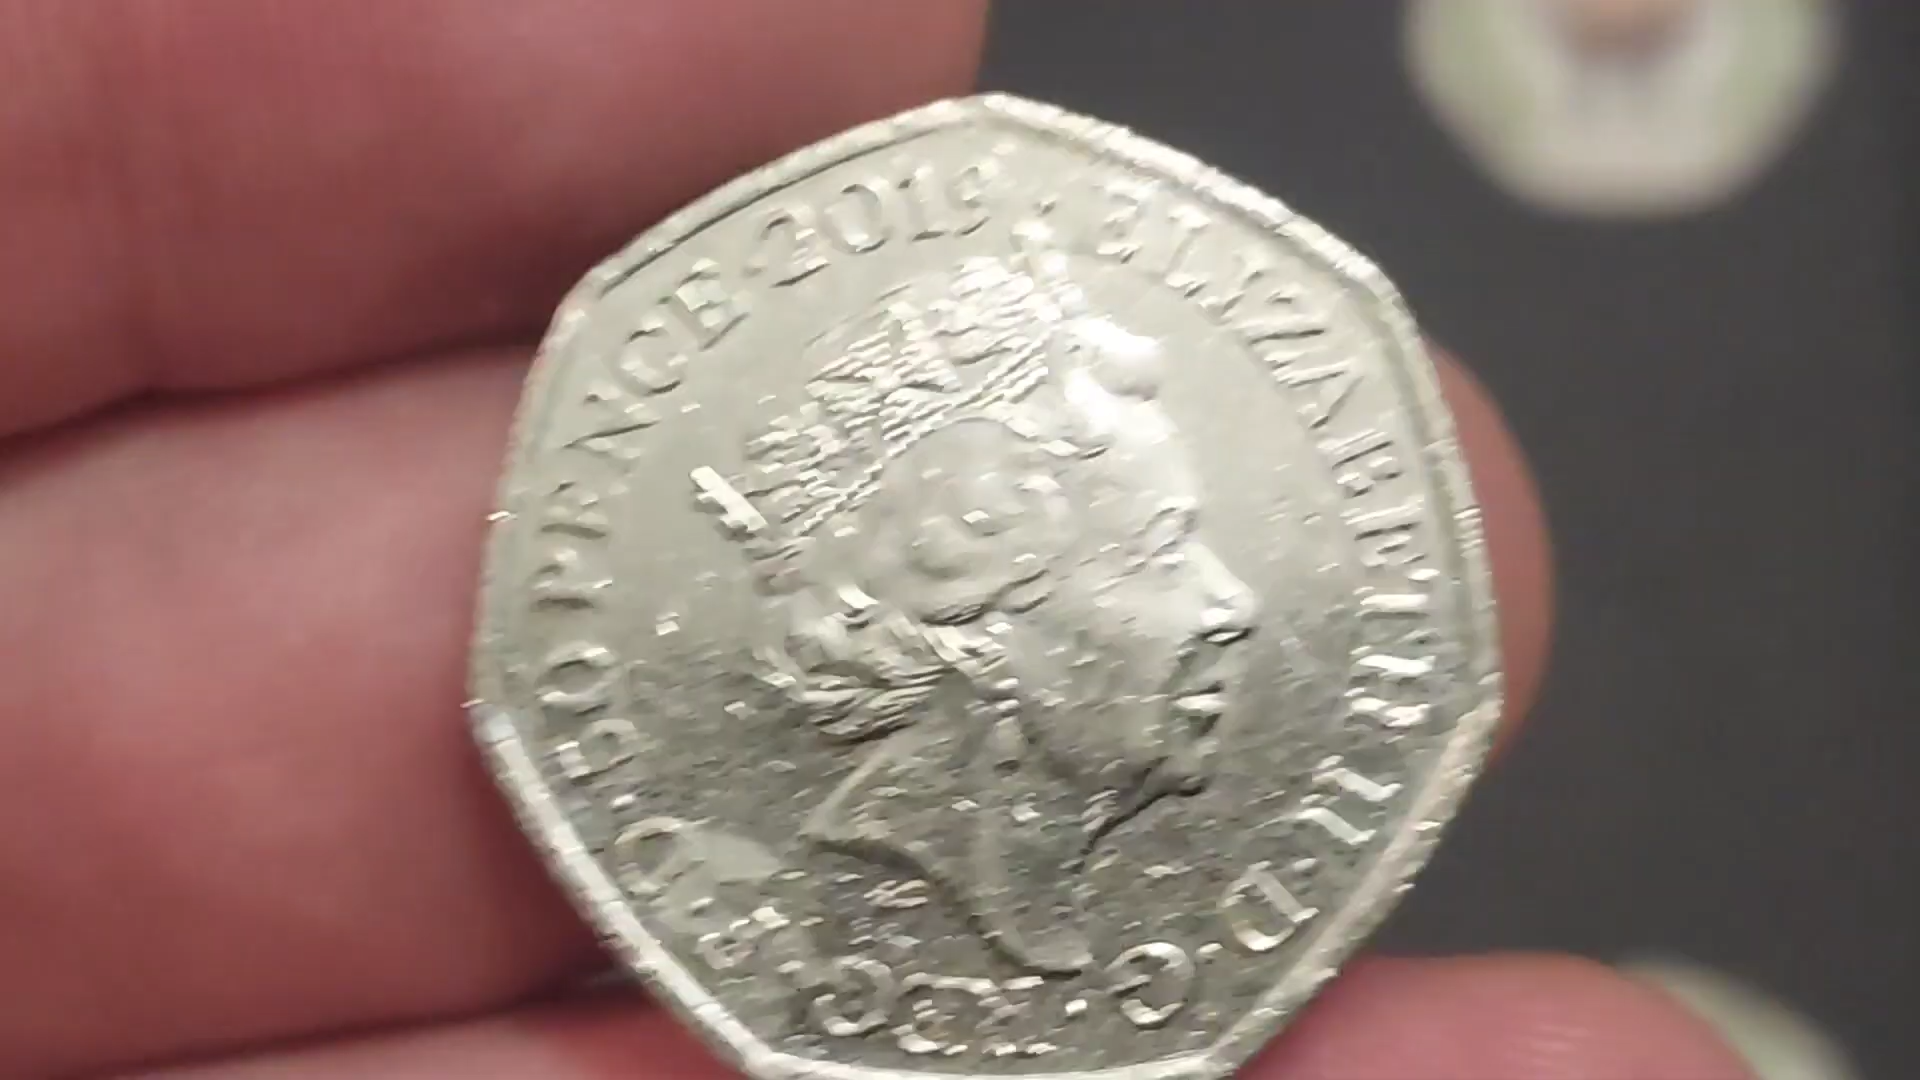 ELIZABETH II · D · G · REG · F · D · 50 PENCE · 2019 ·